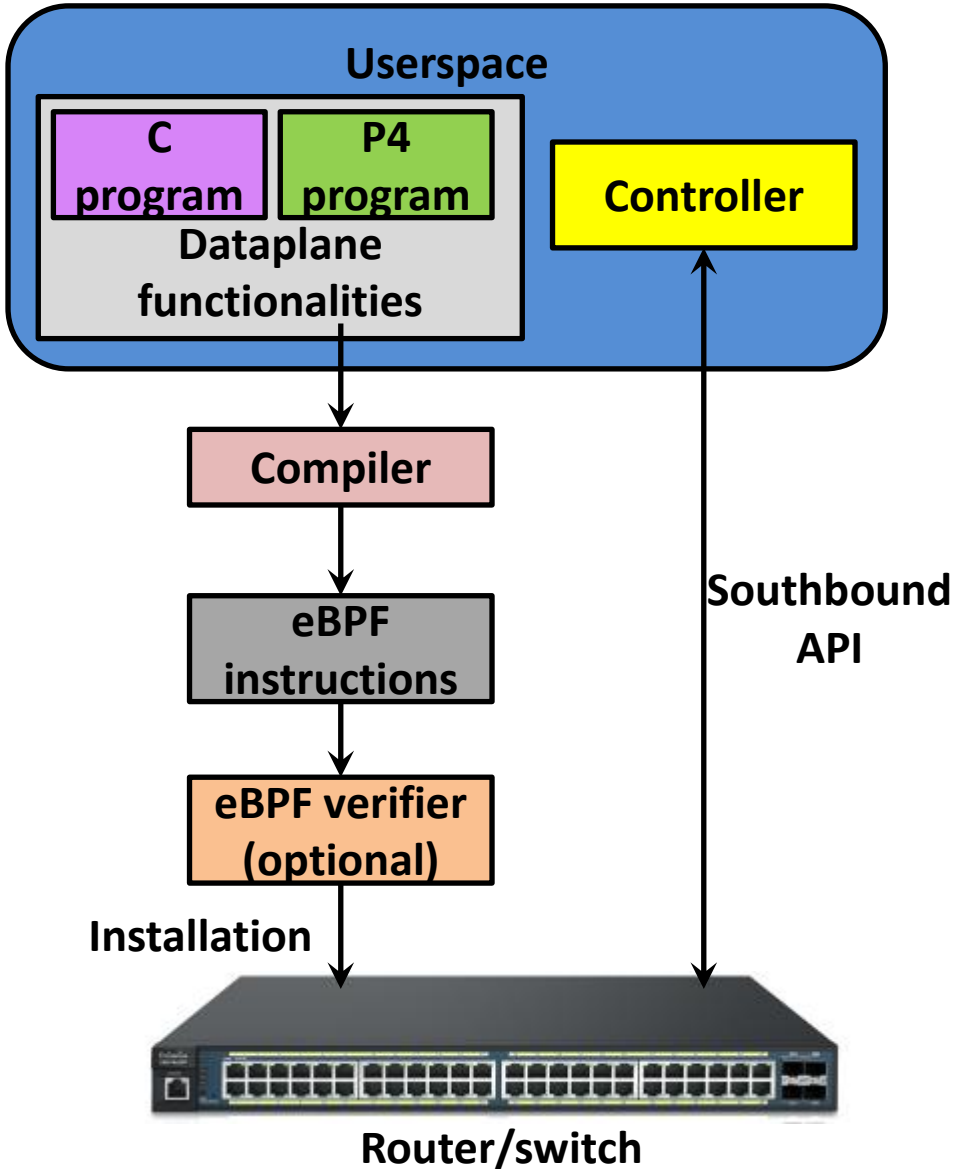 Userspace
C
program
P4
program
Controller
Dataplane
functionalities
Compiler
eBPF
instructions
Southbound
API
eBPF verifier
(optional)
Installation
Router/switch